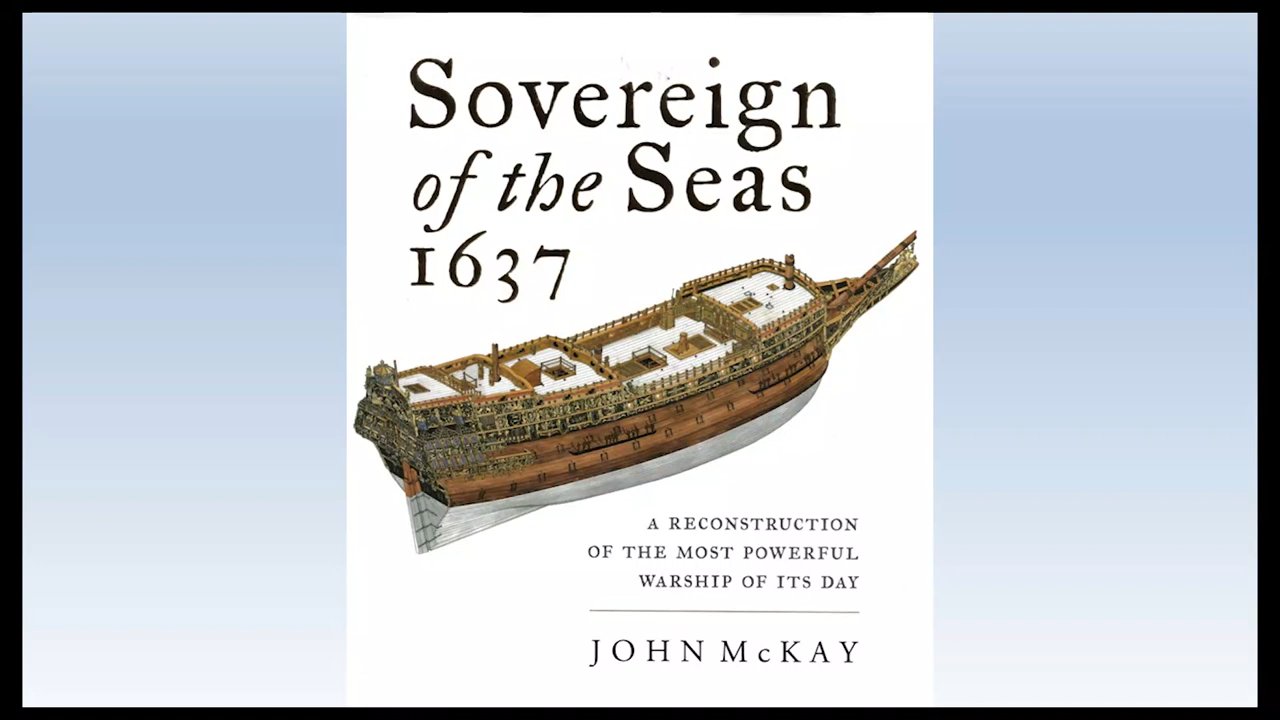 Sovereign
of the Seas
1637
A RECONSTRUCTION
OF THE MOST POWERFUL
WARSHIP OF ITS DAY
JOHN McKAY